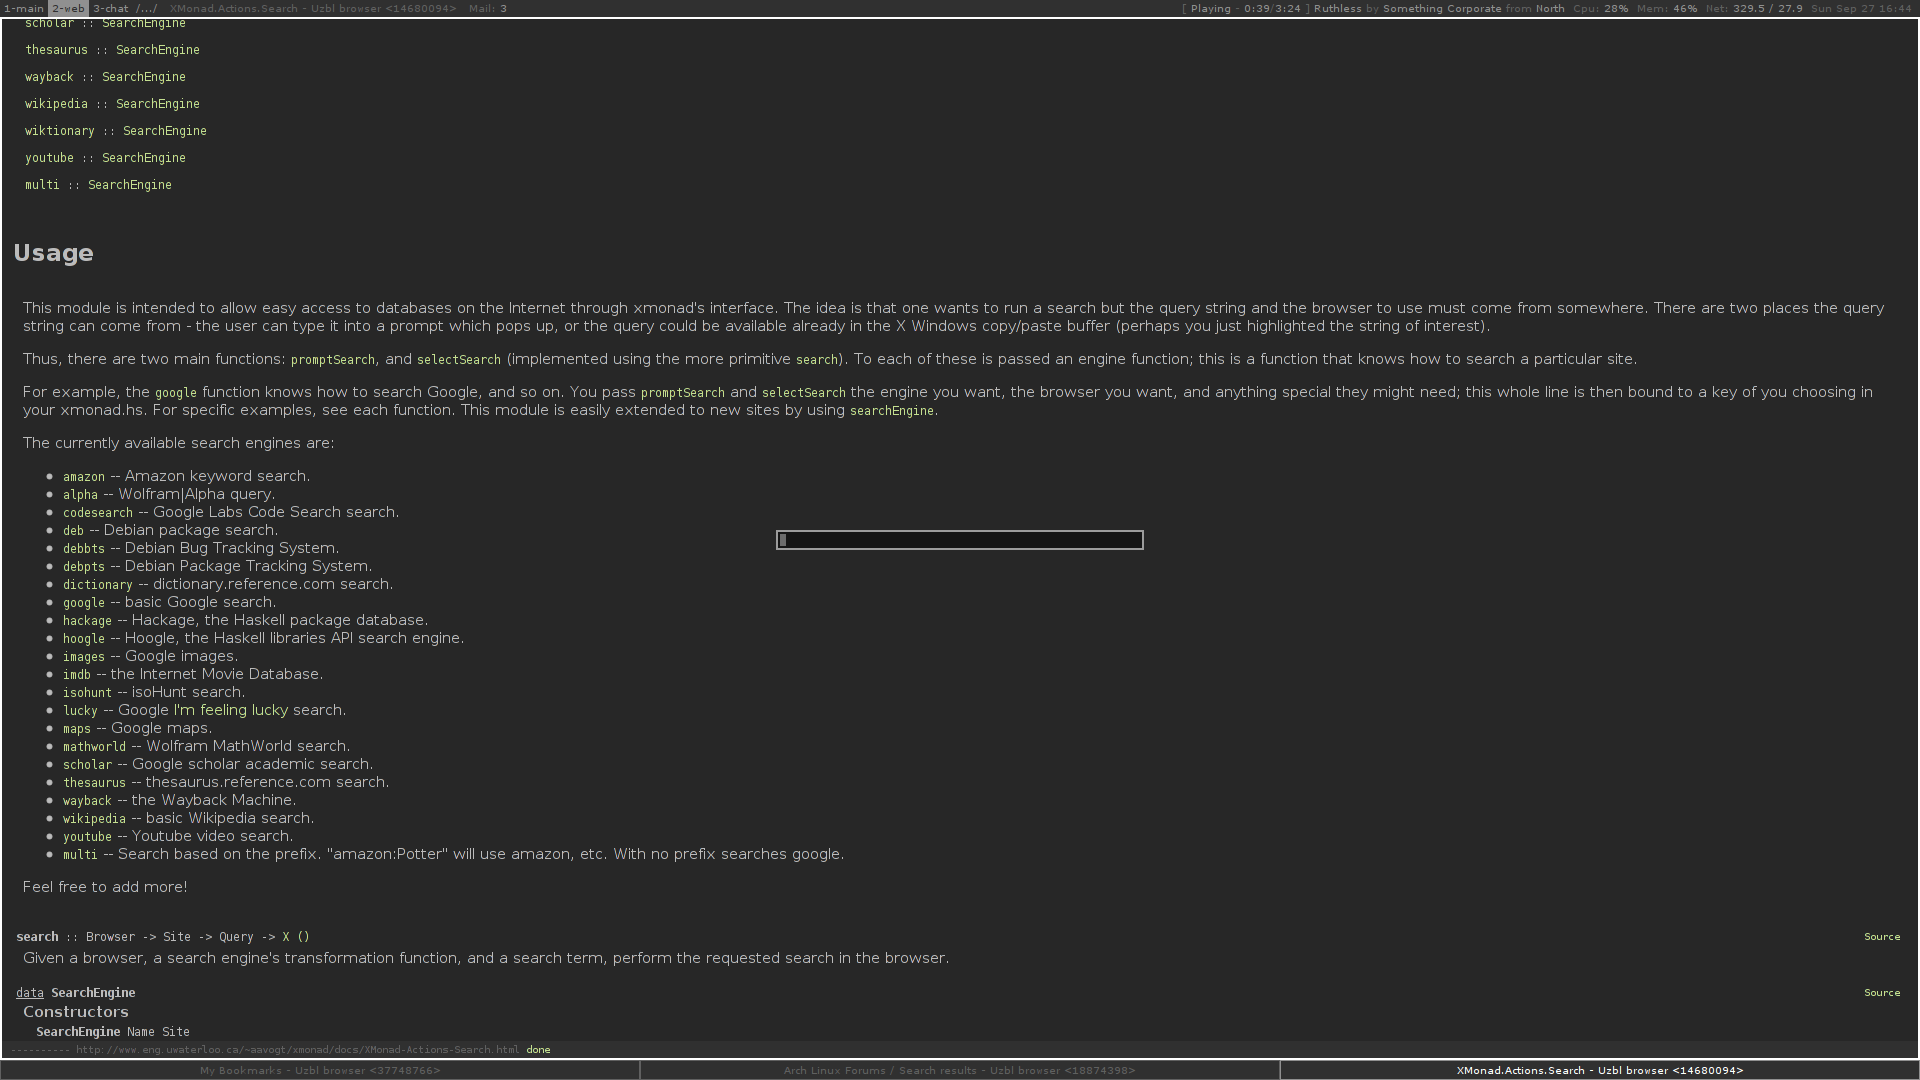 1-main 2-web 3-chat /.../ XMonad.Actions.Search - Uzbl browser <14680094> Mail: 3 [ Playing - 0:39/3:24 ] Ruthless by Something Corporate from North Cpu: 28% Mem: 46% Net: 329.5 / 27.9 Sun Sep 27 16:44
scholar :: SearchEngine
thesaurus :: SearchEngine
wayback :: SearchEngine
wikipedia :: SearchEngine
wiktionary :: SearchEngine
youtube :: SearchEngine
multi :: SearchEngine
Usage
This module is intended to allow easy access to databases on the Internet through xmonad's interface. The idea is that one wants to run a search but the query string and the browser to use must come from somewhere. There are two places the query
string can come from - the user can type it into a prompt which pops up, or the query could be available already in the X Windows copy/paste buffer (perhaps you just highlighted the string of interest).
Thus, there are two main functions: promptSearch, and selectSearch (implemented using the more primitive search). To each of these is passed an engine function; this is a function that knows how to search a particular site.
For example, the google function knows how to search Google, and so on. You pass promptSearch and selectSearch the engine you want, the browser you want, and anything special they might need; this whole line is then bound to a key of you choosing in
your xmonad.hs. For specific examples, see each function. This module is easily extended to new sites by using searchEngine.
The currently available search engines are:
• amazon -- Amazon keyword search.
• alpha -- Wolfram|Alpha query.
• codesearch -- Google Labs Code Search search.
• deb -- Debian package search.
• debbts -- Debian Bug Tracking System.
• debpts -- Debian Package Tracking System.
• dictionary -- dictionary.reference.com search.
• google -- basic Google search.
• hackage -- Hackage, the Haskell package database.
• hoogle -- Hoogle, the Haskell libraries API search engine.
• images -- Google images.
• imdb -- the Internet Movie Database.
• isohunt -- isoHunt search.
• lucky -- Google I'm feeling lucky search.
• maps -- Google maps.
• mathworld -- Wolfram MathWorld search.
• scholar -- Google scholar academic search.
• thesaurus -- thesaurus.reference.com search.
• wayback -- the Wayback Machine.
• wikipedia -- basic Wikipedia search.
• youtube -- Youtube video search.
• multi -- Search based on the prefix. "amazon:Potter" will use amazon, etc. With no prefix searches google.
Feel free to add more!
search :: Browser -> Site -> Query -> X () Source
Given a browser, a search engine's transformation function, and a search term, perform the requested search in the browser.
data SearchEngine Source
Constructors
SearchEngine Name Site
---------- http://www.eng.uwaterloo.ca/~aavogt/xmonad/docs/XMonad-Actions-Search.html done
My Bookmarks - Uzbl browser <37748766> Arch Linux Forums / Search results - Uzbl browser <18874398> XMonad.Actions.Search - Uzbl browser <14680094>